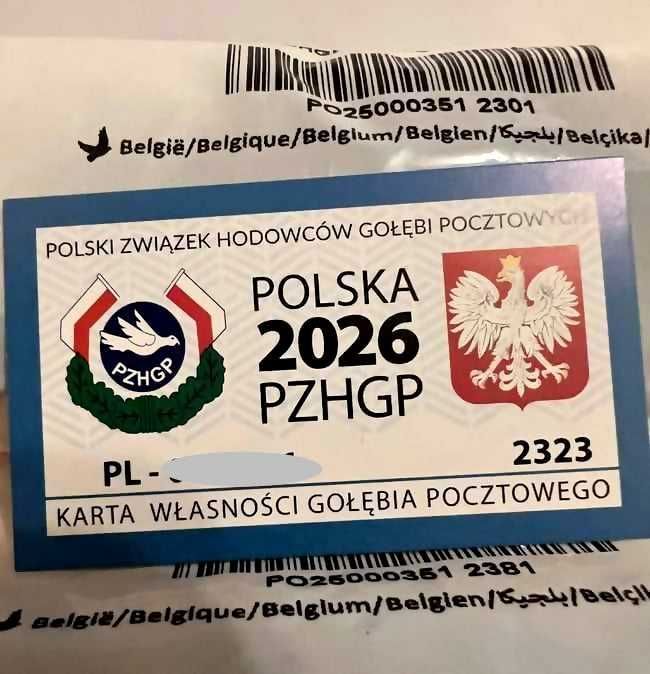 PO25000351 2301
België/Belgique/Belgium/Belgien/بلجيكا/Belçika/
POLSKI ZWIĄZEK HODOWCÓW GOŁĘBI POCZTOWYCH
PZHGP
POLSKA
2026
PZHGP
PL -
2323
KARTA WŁASNOŚCI GOŁĘBIA POCZTOWEGO
PO25000351 2381
België/Belgique/Belgium/Belgien/بلجيكا/Belçik